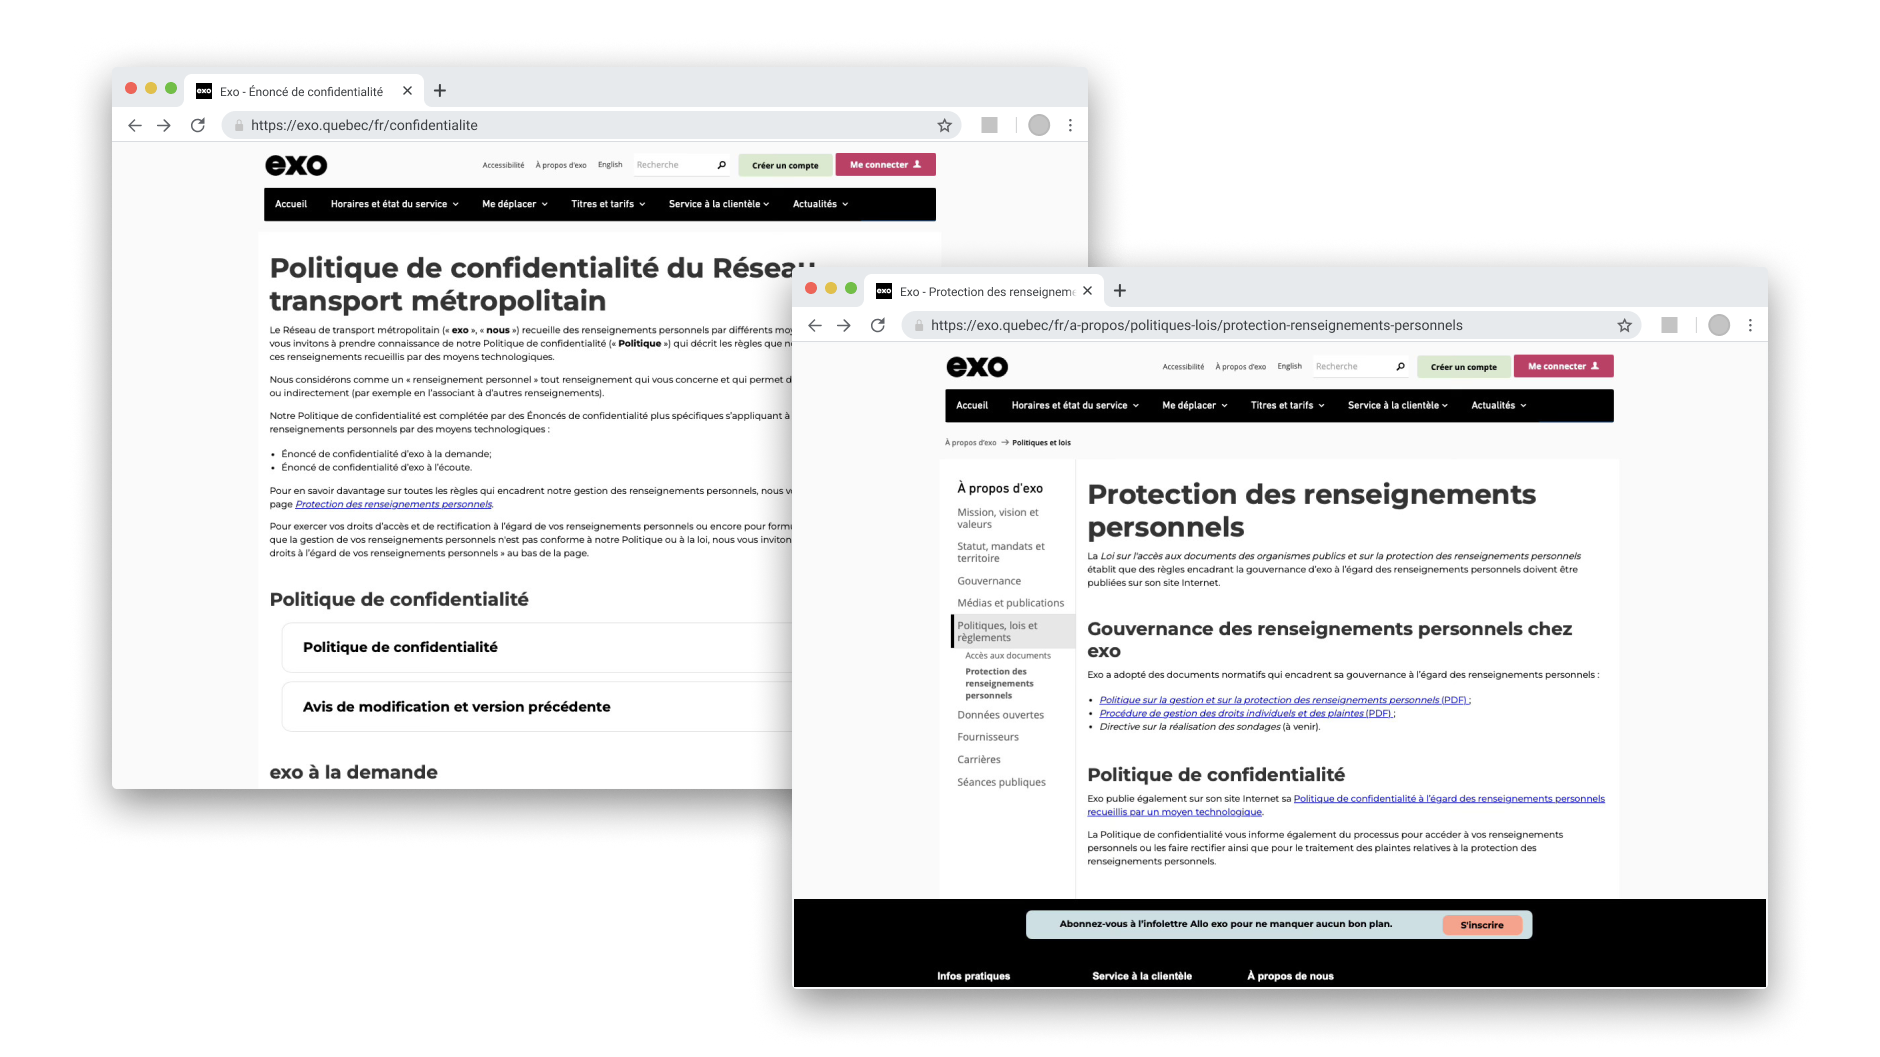 Exo - Énoncé de confidentialité
https://exo.quebec/fr/confidentialite
exo
Accessibilité À propos d'exo English Recherche Créer un compte Me connecter
Accueil Horaires et état du service Me déplacer Titres et tarifs Service à la clientèle Actualités
Politique de confidentialité du Réseau
transport métropolitain
Le Réseau de transport métropolitain (« exo », « nous ») recueille des renseignements personnels par différents
vous invitons à prendre connaissance de notre Politique de confidentialité (« Politique ») qui décrit les règles que
ces renseignements recueillis par des moyens technologiques.
Nous considérons comme un « renseignement personnel » tout renseignement qui vous concerne et qui permet
ou indirectement (par exemple en l'associant à d'autres renseignements).
Notre Politique de confidentialité est complétée par des Énoncés de confidentialité plus spécifiques s'appliquant à
renseignements personnels par des moyens technologiques :
• Énoncé de confidentialité d'exo à la demande;
• Énoncé de confidentialité d'exo à l'écoute.
Pour en savoir davantage sur toutes les règles qui encadrent notre gestion des renseignements personnels, nous
page Protection des renseignements personnels.
Pour exercer vos droits d'accès et de rectification à l'égard de vos renseignements personnels ou encore pour
que la gestion de vos renseignements personnels n'est pas conforme à notre Politique ou à la loi, nous vous
droits à l'égard de vos renseignements personnels » au bas de la page.
Politique de confidentialité
Politique de confidentialité
Avis de modification et version précédente
exo à la demande
Exo - Protection des renseigneme
https://exo.quebec/fr/a-propos/politiques-lois/protection-renseignements-personnels
exo
Accessibilité À propos d'exo English Recherche Créer un compte Me connecter
Accueil Horaires et état du service Me déplacer Titres et tarifs Service à la clientèle Actualités
À propos d'exo → Politiques et lois
À propos d'exo
Mission, vision et
valeurs
Statut, mandats et
territoire
Gouvernance
Médias et publications
Politiques, lois et
règlements
Accès aux documents
Protection des
renseignements
personnels
Données ouvertes
Fournisseurs
Carrières
Séances publiques
Protection des renseignements
personnels
La Loi sur l'accès aux documents des organismes publics et sur la protection des renseignements personnels
établit que des règles encadrant la gouvernance d'exo à l'égard des renseignements personnels doivent être
publiées sur son site Internet.
Gouvernance des renseignements personnels chez
exo
Exo a adopté des documents normatifs qui encadrent sa gouvernance à l'égard des renseignements personnels :
• Politique sur la gestion et sur la protection des renseignements personnels (PDF) ;
• Procédure de gestion des droits individuels et des plaintes (PDF) ;
• Directive sur la réalisation des sondages (à venir).
Politique de confidentialité
Exo publie également sur son site Internet sa Politique de confidentialité à l'égard des renseignements personnels
recueillis par un moyen technologique.
La Politique de confidentialité vous informe également du processus pour accéder à vos renseignements
personnels ou les faire rectifier ainsi que pour le traitement des plaintes relatives à la protection des
renseignements personnels.
Abonnez-vous à l'infolettre Allo exo pour ne manquer aucun bon plan. S'inscrire
Infos pratiques Service à la clientèle À propos de nous